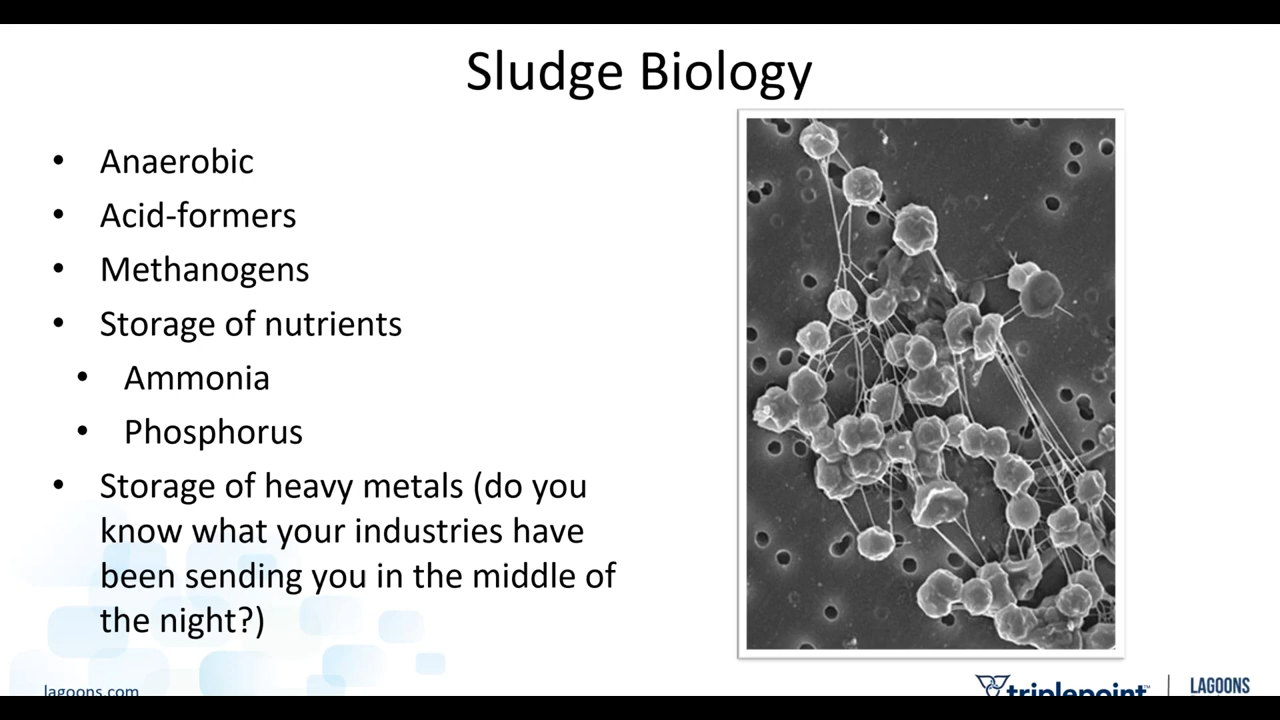 Sludge Biology
• Anaerobic
• Acid-formers
• Methanogens
• Storage of nutrients
• Ammonia
• Phosphorus
• Storage of heavy metals (do you
know what your industries have
been sending you in the middle of
the night?)
lagoons.com
triplepoint™ | LAGOONS